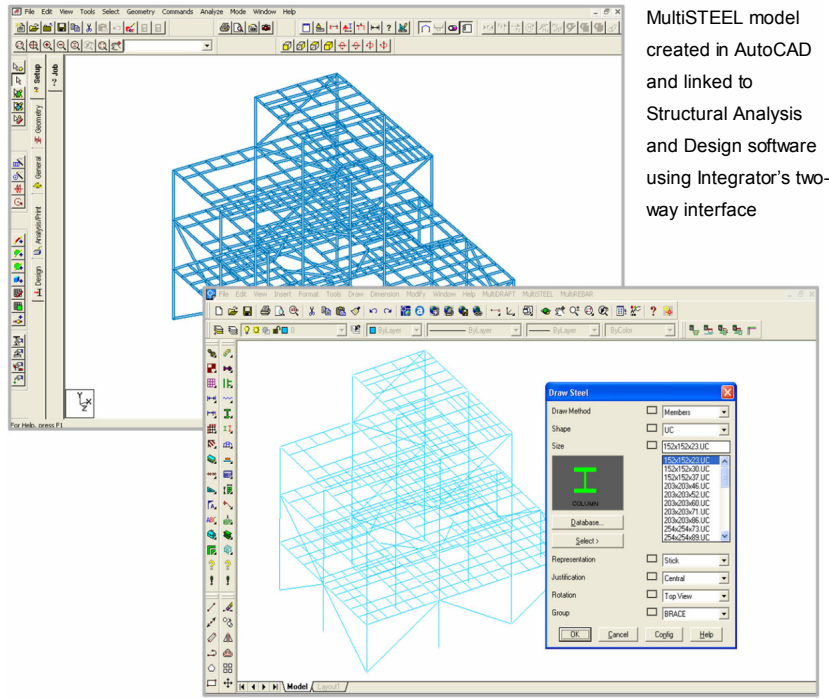 File Edit View Tools Select Geometry Commands Analyze Mode Window Help
MultiSTEEL model
created in AutoCAD
and linked to
Structural Analysis
and Design software
using Integrator's two-
way interface
Job
Setup
Geometry
General
Analysis/Print
Design
Y
X
Z
For Help, press F1
File Edit View Insert Format Tools Draw Dimension Modify Window Help MultiDRAFT MultiSTEEL MultiREBAR
0
ByLayer
ByLayer
ByLayer
ByColor
Draw Steel
Draw Method Members
Shape UC
Size 152x152x23.UC
152x152x23.UC
152x152x30.UC
152x152x37.UC
203x203x46.UC
203x203x52.UC
203x203x60.UC
203x203x71.UC
203x203x86.UC
254x254x73.UC
254x254x89.UC
COLUMN
Database...
Select >
Representation Stick
Justification Central
Rotation Top View
Group BRACE
OK Cancel Config Help
Model Layout1